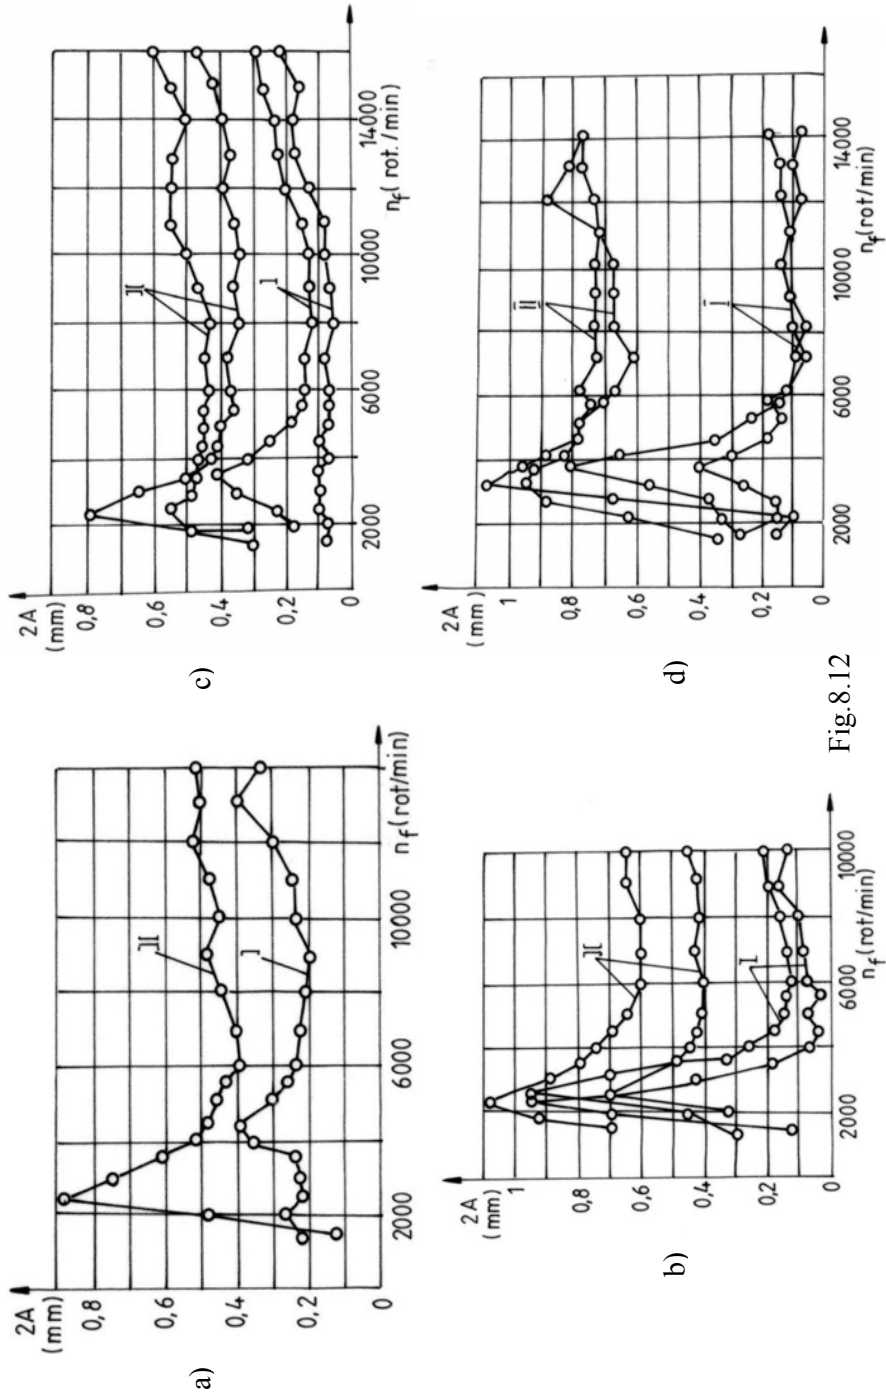 2A
(mm)
0,8
0,6
0,4
0,2
0
2000
6000
10000
n_f (rot/min)
II
I
a)
2A
(mm)
1
0,8
0,6
0,4
0,2
0
2000
6000
10000
n_f (rot/min)
II
I
b)
2A
(mm)
0,8
0,6
0,4
0,2
0
2000
6000
10000
14000
n_f (rot./min)
II
I
c)
2A
(mm)
1
0,8
0,6
0,4
0,2
0
2000
6000
10000
14000
n_f (rot/min)
II
I
d)
Fig.8.12